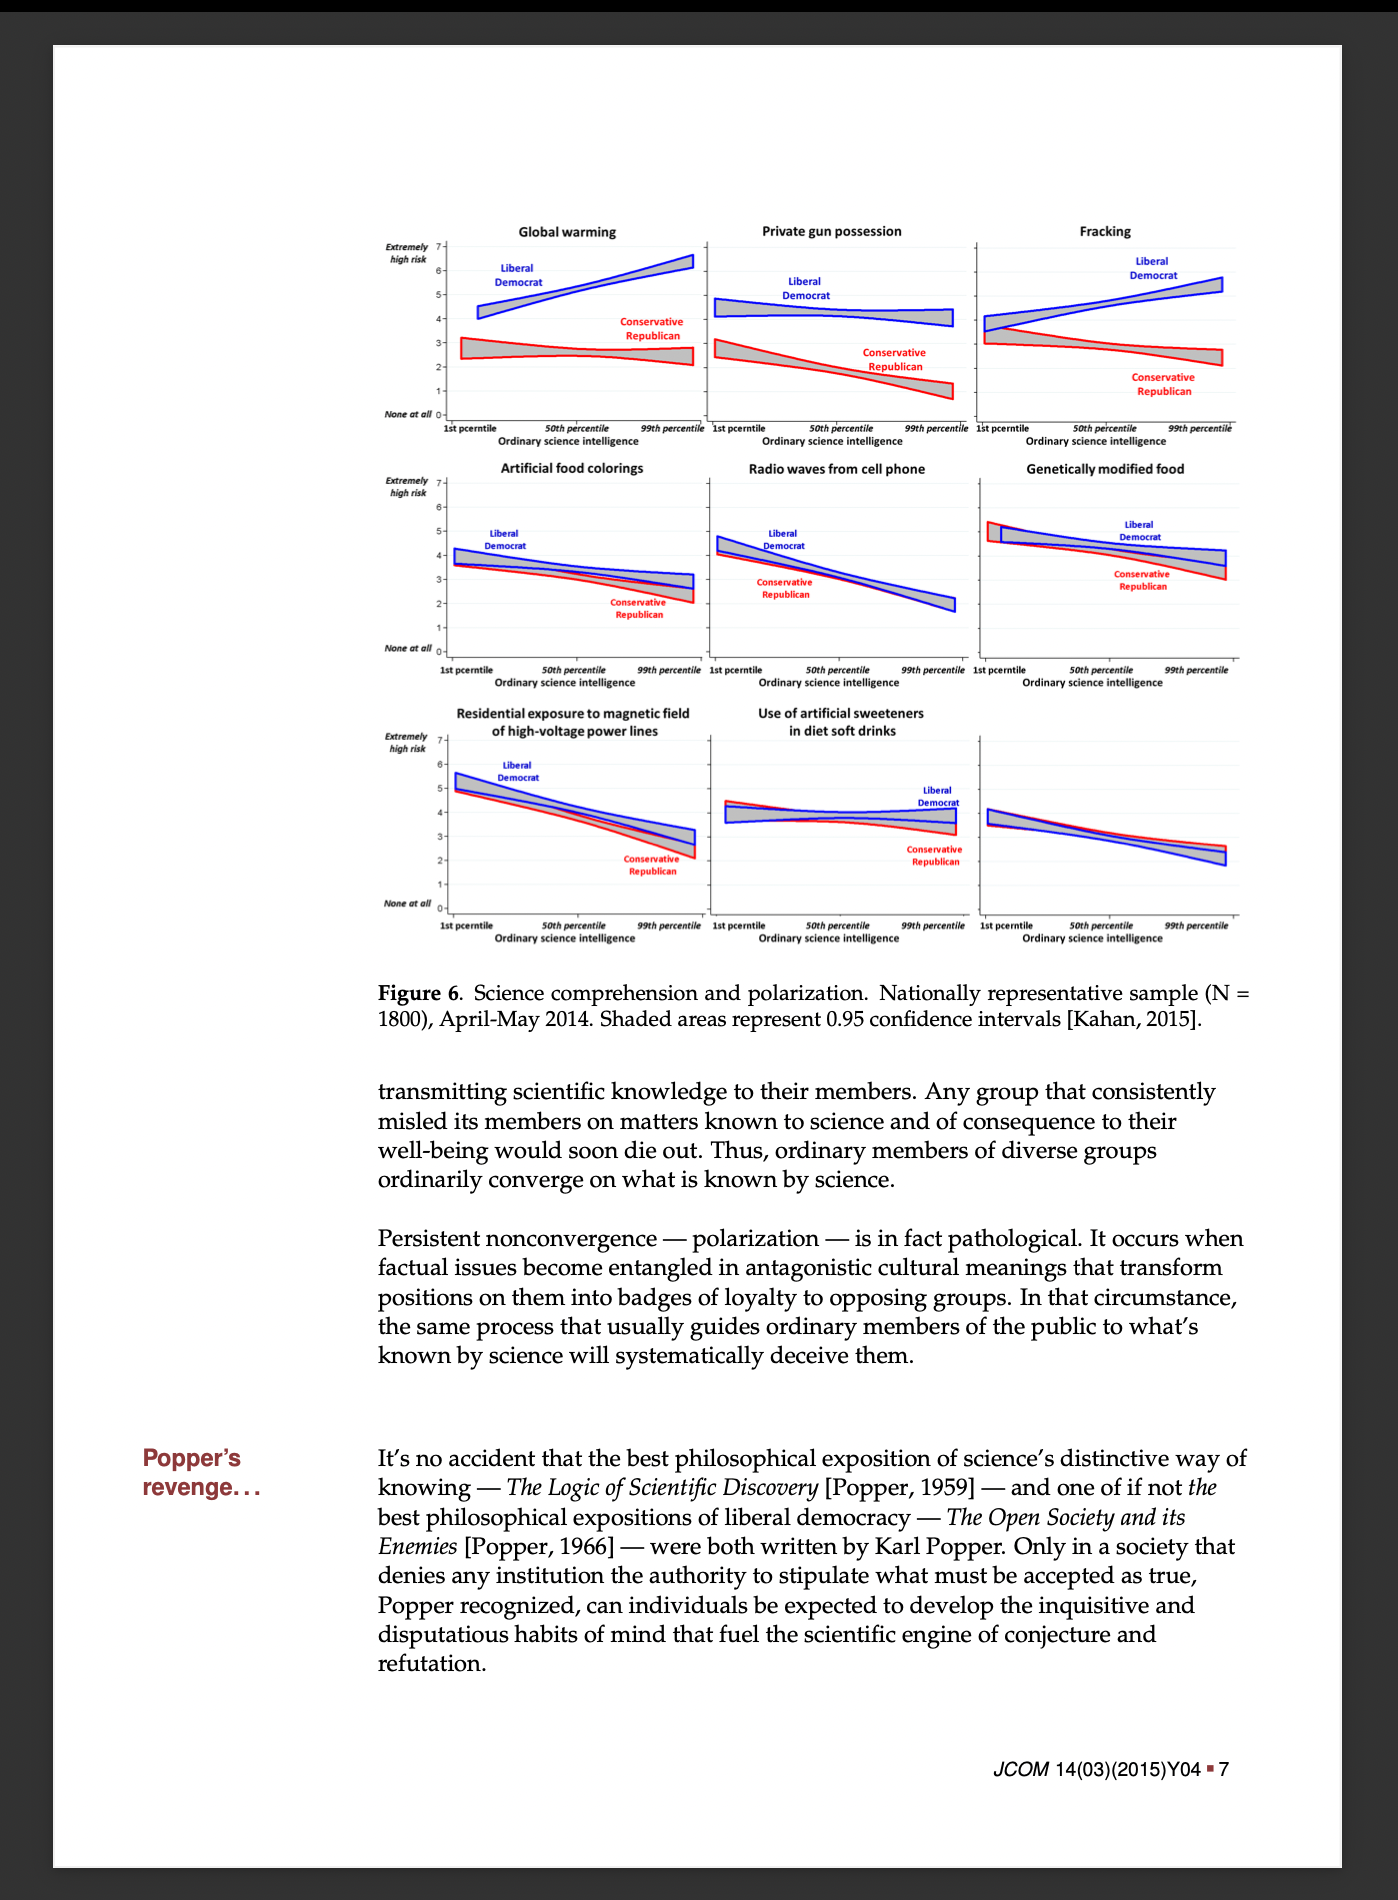 Global warming
Private gun possession
Fracking
Extremely
high risk
7
6
5
4
3
2
1
0
None at all
Liberal
Democrat
Conservative
Republican
Liberal
Democrat
Conservative
Republican
Liberal
Democrat
Conservative
Republican
1st pcerntile 50th percentile 99th percentile
Ordinary science intelligence
1st pcerntile 50th percentile 99th percentile
Ordinary science intelligence
1st pcerntile 50th percentile 99th percentile
Ordinary science intelligence
Artificial food colorings
Radio waves from cell phone
Genetically modified food
Extremely
high risk
7
6
5
4
3
2
1
0
None at all
Liberal
Democrat
Conservative
Republican
Liberal
Democrat
Conservative
Republican
Liberal
Democrat
Conservative
Republican
1st pcerntile 50th percentile 99th percentile
Ordinary science intelligence
1st pcerntile 50th percentile 99th percentile
Ordinary science intelligence
1st pcerntile 50th percentile 99th percentile
Ordinary science intelligence
Residential exposure to magnetic field
of high-voltage power lines
Use of artificial sweeteners
in diet soft drinks
Extremely
high risk
7
6
5
4
3
2
1
0
None at all
Liberal
Democrat
Conservative
Republican
Liberal
Democrat
Conservative
Republican
1st pcerntile 50th percentile 99th percentile
Ordinary science intelligence
1st pcerntile 50th percentile 99th percentile
Ordinary science intelligence
1st pcerntile 50th percentile 99th percentile
Ordinary science intelligence
Figure 6. Science comprehension and polarization. Nationally representative sample (N =
1800), April-May 2014. Shaded areas represent 0.95 confidence intervals [Kahan, 2015].
transmitting scientific knowledge to their members. Any group that consistently
misled its members on matters known to science and of consequence to their
well-being would soon die out. Thus, ordinary members of diverse groups
ordinarily converge on what is known by science.
Persistent nonconvergence — polarization — is in fact pathological. It occurs when
factual issues become entangled in antagonistic cultural meanings that transform
positions on them into badges of loyalty to opposing groups. In that circumstance,
the same process that usually guides ordinary members of the public to what's
known by science will systematically deceive them.
Popper's
revenge...
It's no accident that the best philosophical exposition of science's distinctive way of
knowing — The Logic of Scientific Discovery [Popper, 1959] — and one of if not the
best philosophical expositions of liberal democracy — The Open Society and its
Enemies [Popper, 1966] — were both written by Karl Popper. Only in a society that
denies any institution the authority to stipulate what must be accepted as true,
Popper recognized, can individuals be expected to develop the inquisitive and
disputatious habits of mind that fuel the scientific engine of conjecture and
refutation.
JCOM 14(03)(2015)Y04 ▪ 7